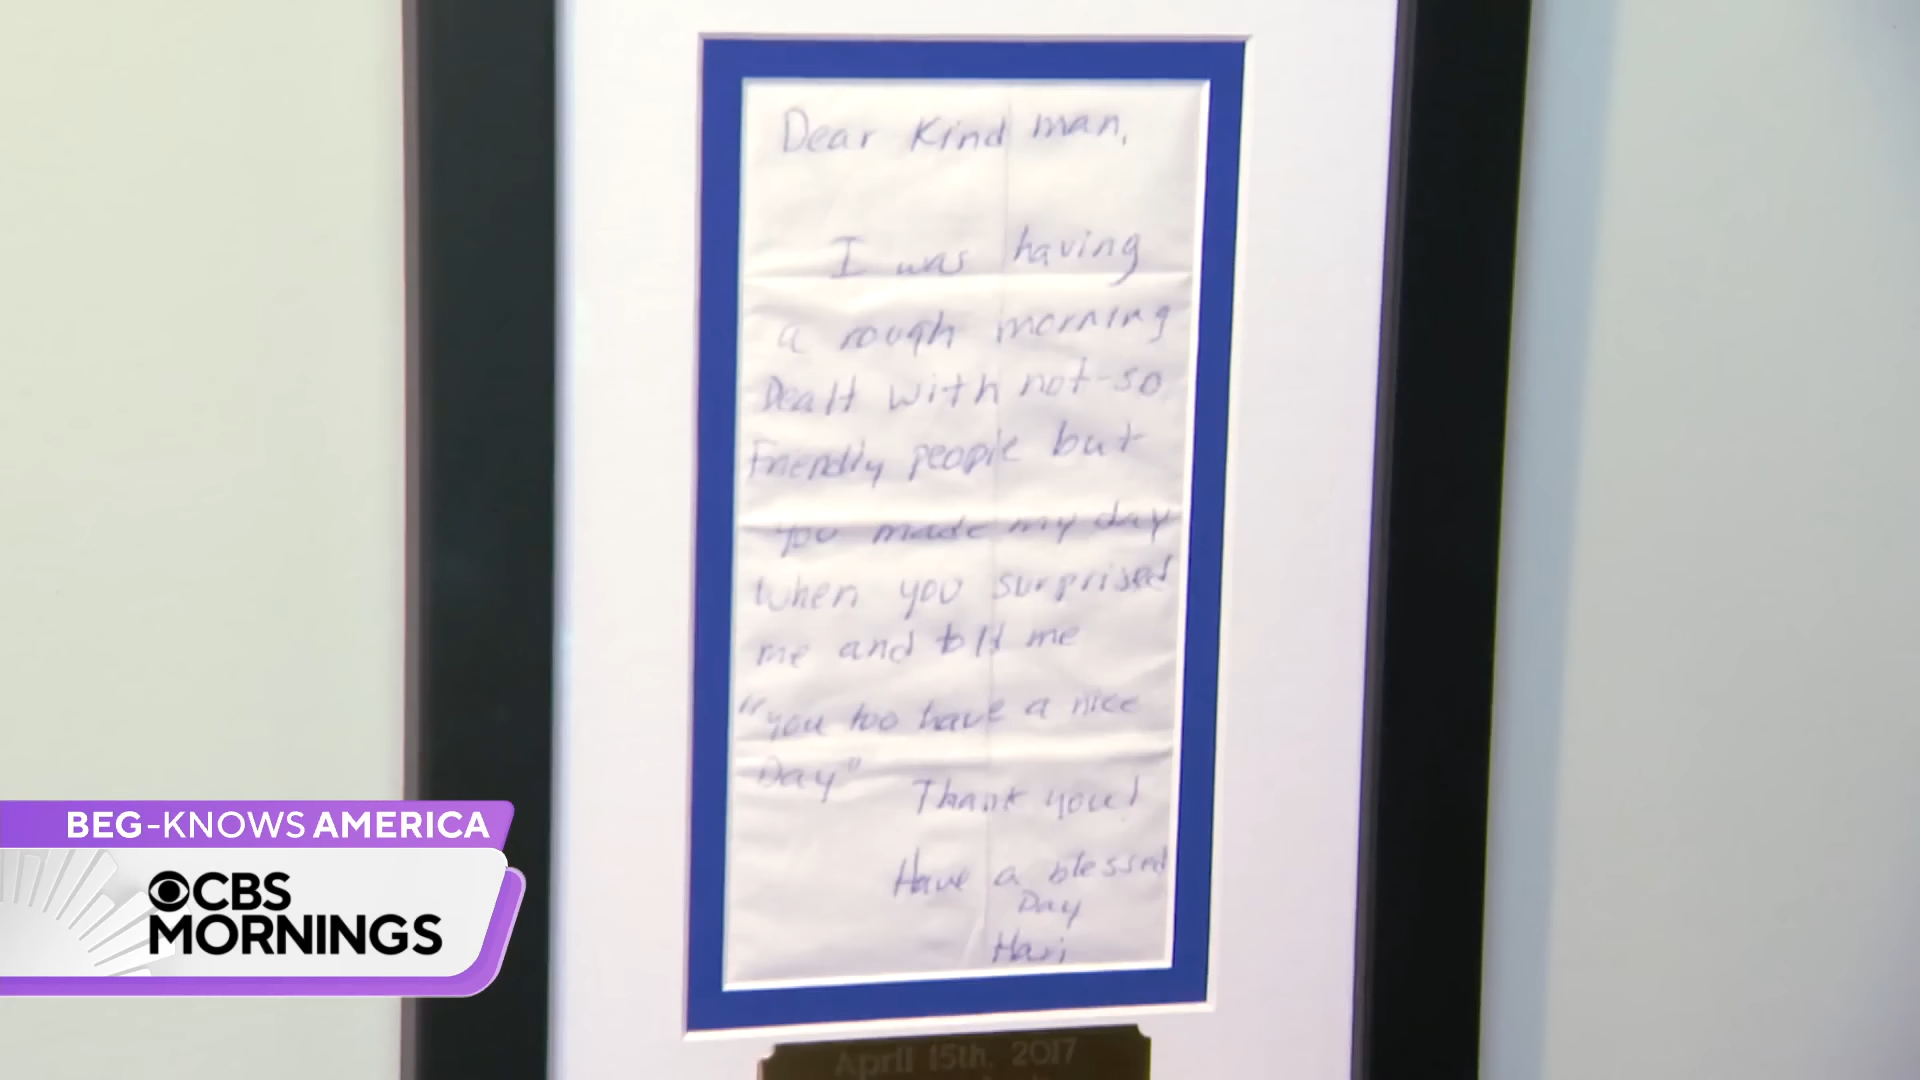 Dear Kind man,
I was having
a rough morning
Dealt with not-so
Friendly people but
you made my day
when you surprised
me and told me
"you too have a nice
Day" Thank you!
Have a blessed
Day
Hari
April 15th, 2017
BEG-KNOWS AMERICA
CBS
MORNINGS